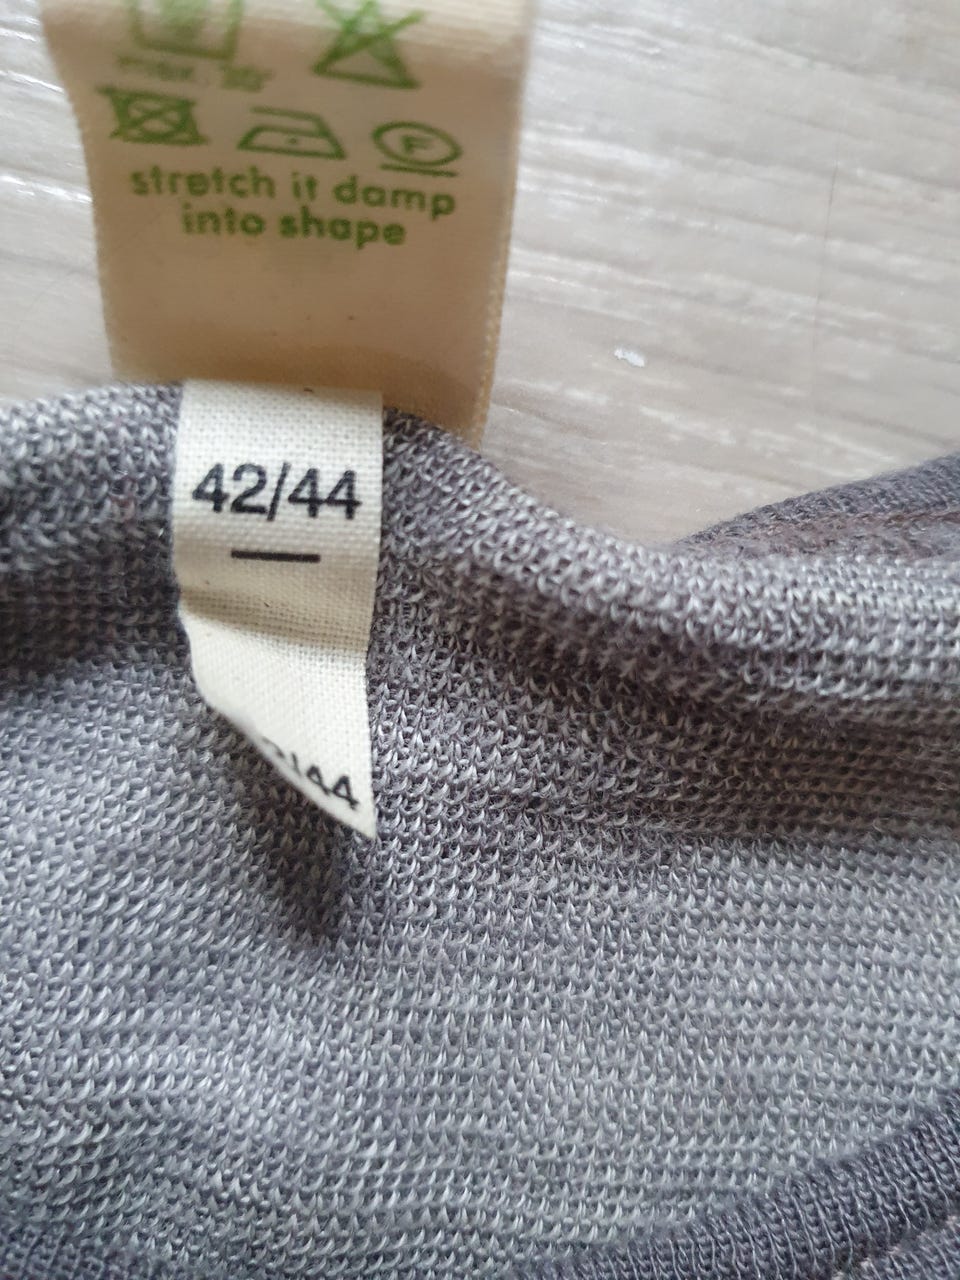 F
stretch it damp
into shape
42/44